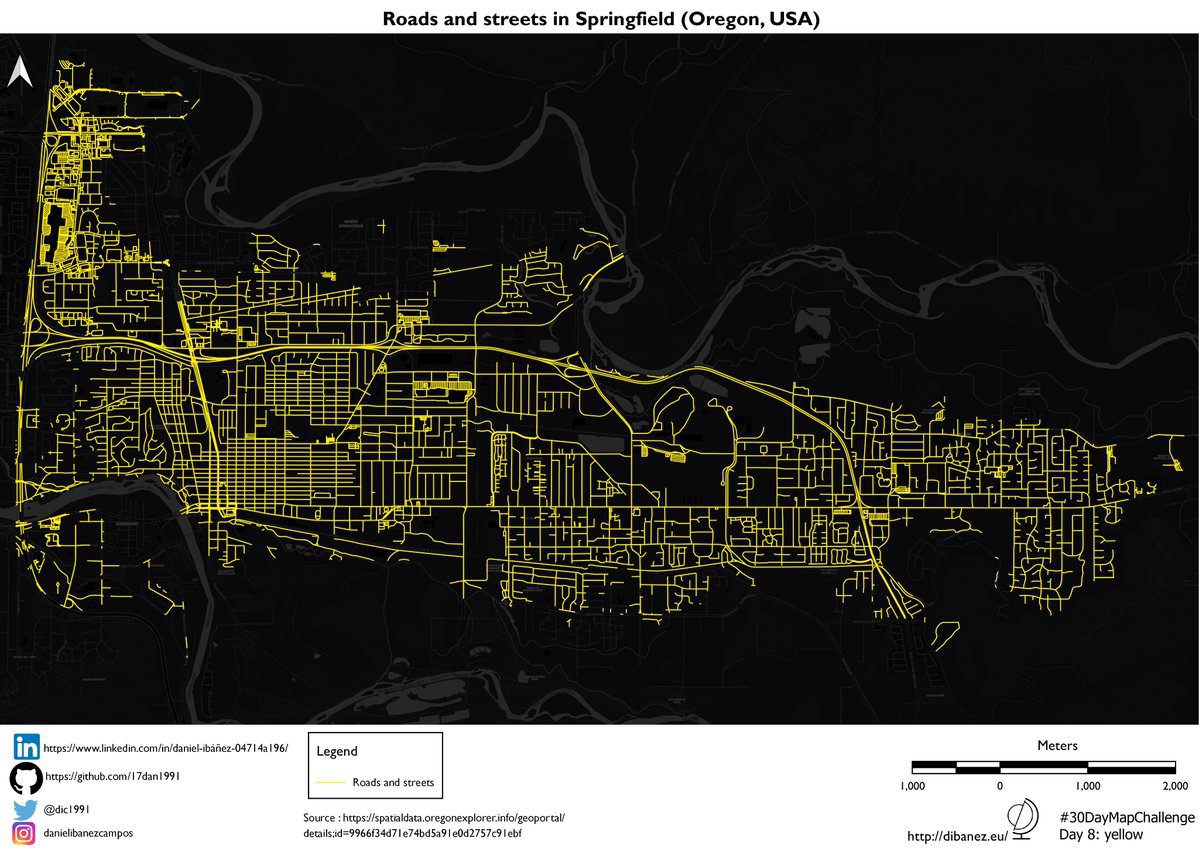 Roads and streets in Springfield (Oregon, USA)
https://www.linkedin.com/in/daniel-ibáñez-04714a196/
https://github.com/17dan1991
@dic1991
danielibanezcampos
Legend
Roads and streets
Source : https://spatialdata.oregonexplorer.info/geoportal/
details;id=9966f34d71e74bd5a91e0d2757c91ebf
Meters
1,000 0 1,000 2,000
http://dibanez.eu/
#30DayMapChallenge
Day 8: yellow